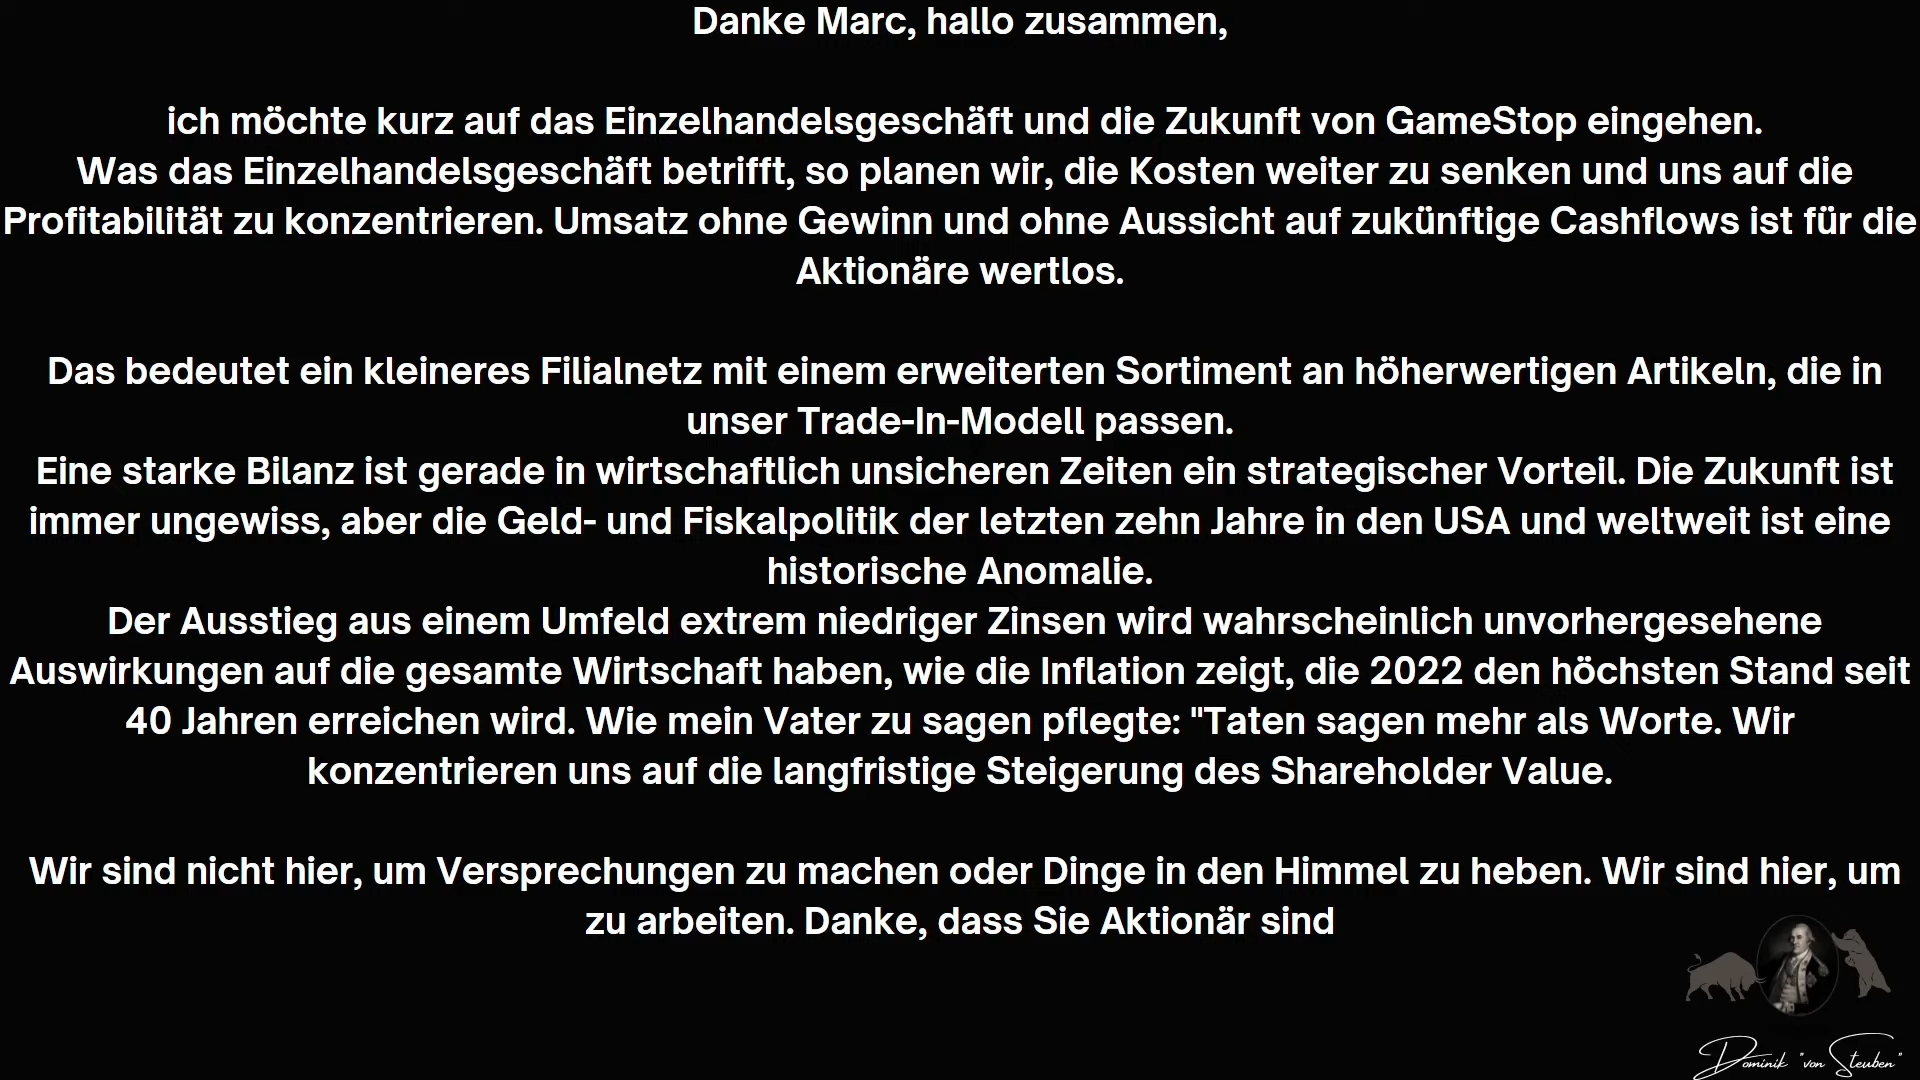 Danke Marc, hallo zusammen,
ich möchte kurz auf das Einzelhandelsgeschäft und die Zukunft von GameStop eingehen.
Was das Einzelhandelsgeschäft betrifft, so planen wir, die Kosten weiter zu senken und uns auf die
Profitabilität zu konzentrieren. Umsatz ohne Gewinn und ohne Aussicht auf zukünftige Cashflows ist für die
Aktionäre wertlos.
Das bedeutet ein kleineres Filialnetz mit einem erweiterten Sortiment an höherwertigen Artikeln, die in
unser Trade-In-Modell passen.
Eine starke Bilanz ist gerade in wirtschaftlich unsicheren Zeiten ein strategischer Vorteil. Die Zukunft ist
immer ungewiss, aber die Geld- und Fiskalpolitik der letzten zehn Jahre in den USA und weltweit ist eine
historische Anomalie.
Der Ausstieg aus einem Umfeld extrem niedriger Zinsen wird wahrscheinlich unvorhergesehene
Auswirkungen auf die gesamte Wirtschaft haben, wie die Inflation zeigt, die 2022 den höchsten Stand seit
40 Jahren erreichen wird. Wie mein Vater zu sagen pflegte: "Taten sagen mehr als Worte. Wir
konzentrieren uns auf die langfristige Steigerung des Shareholder Value.
Wir sind nicht hier, um Versprechungen zu machen oder Dinge in den Himmel zu heben. Wir sind hier, um
zu arbeiten. Danke, dass Sie Aktionär sind
Dominik "von Steuben"